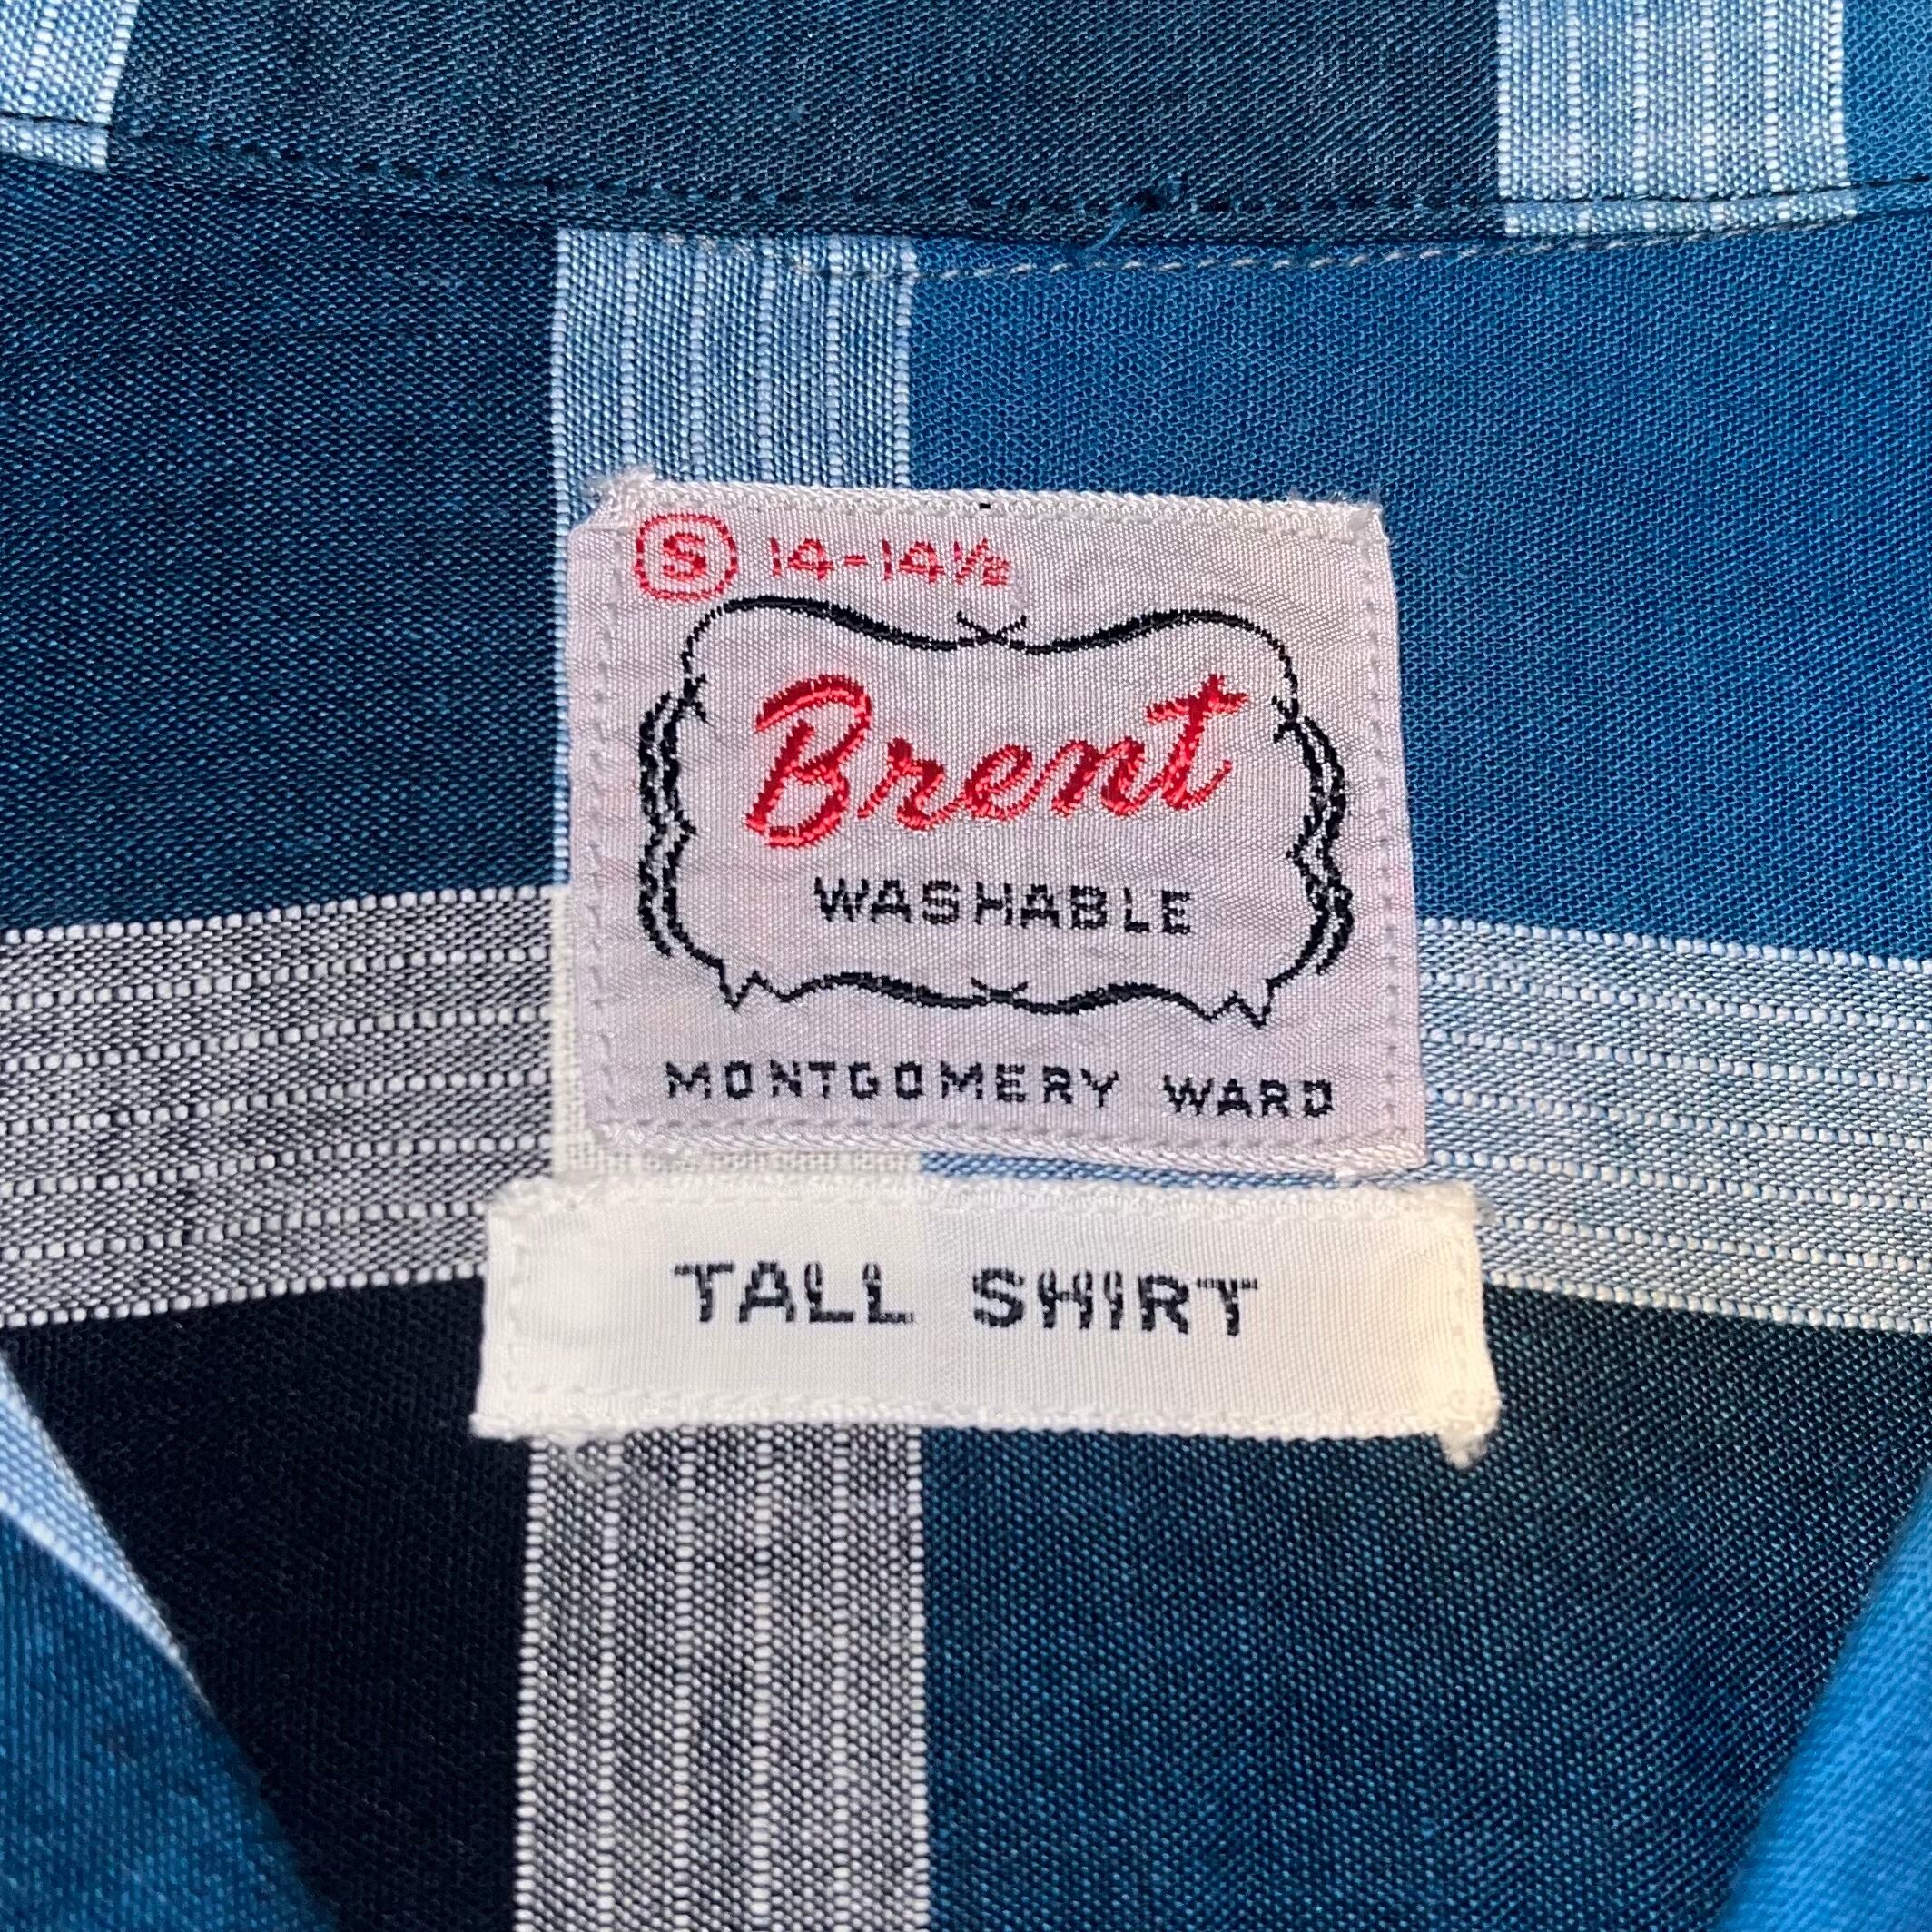 S 14-14½
Brent
WASHABLE
MONTGOMERY WARD
TALL SHIRT